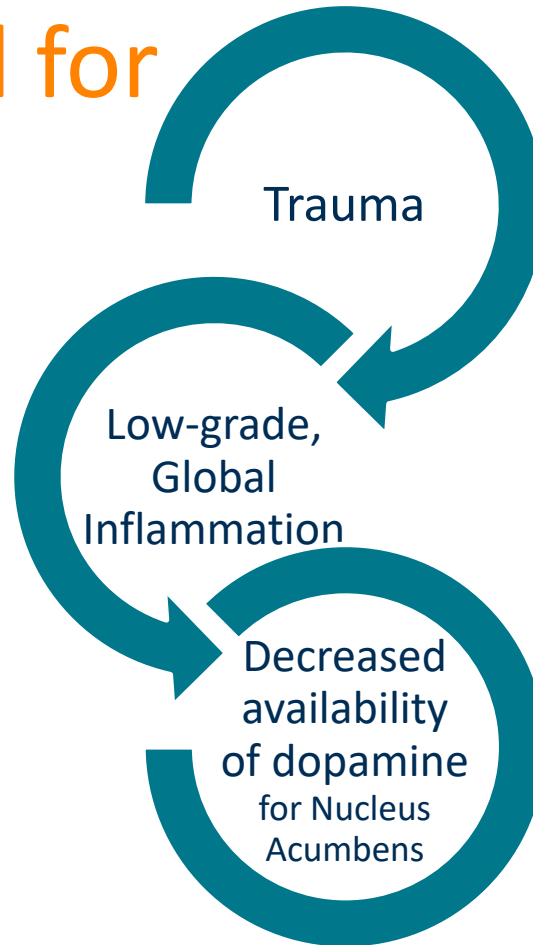 for
Trauma
Low-grade,
Global
Inflammation
Decreased
availability
of dopamine
for Nucleus
Acumbens